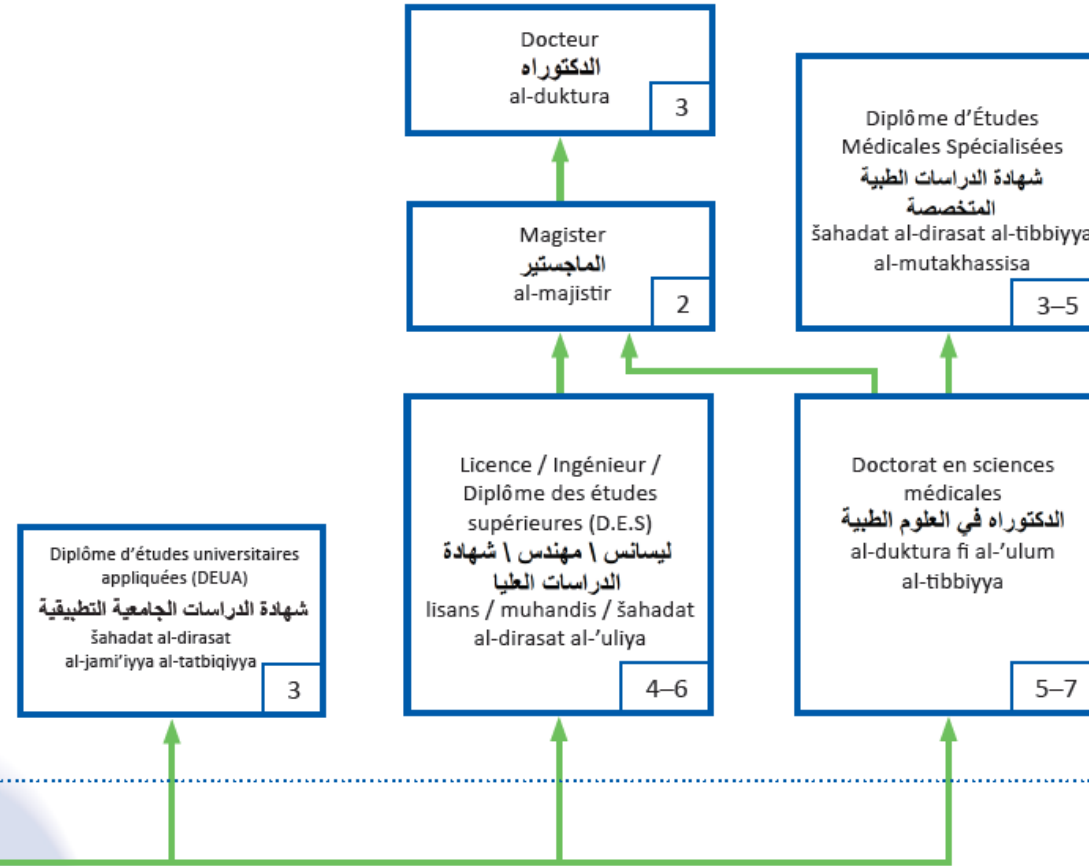 Docteur
الدكتوراه
al-duktura
3
Diplôme d'Études
Médicales Spécialisées
شهادة الدراسات الطبية
المتخصصة
šahadat al-dirasat al-tibbiyya
al-mutakhassisa
3–5
Magister
الماجستير
al-majistir
2
Licence / Ingénieur /
Diplôme des études
supérieures (D.E.S)
ليسانس \ مهندس \ شهادة
الدراسات العليا
lisans / muhandis / šahadat
al-dirasat al-'uliya
4–6
Doctorat en sciences
médicales
الدكتوراه في العلوم الطبية
al-duktura fi al-'ulum
al-tibbiyya
5–7
Diplôme d'études universitaires
appliquées (DEUA)
شهادة الدراسات الجامعية التطبيقية
šahadat al-dirasat
al-jami'iyya al-tatbiqiyya
3